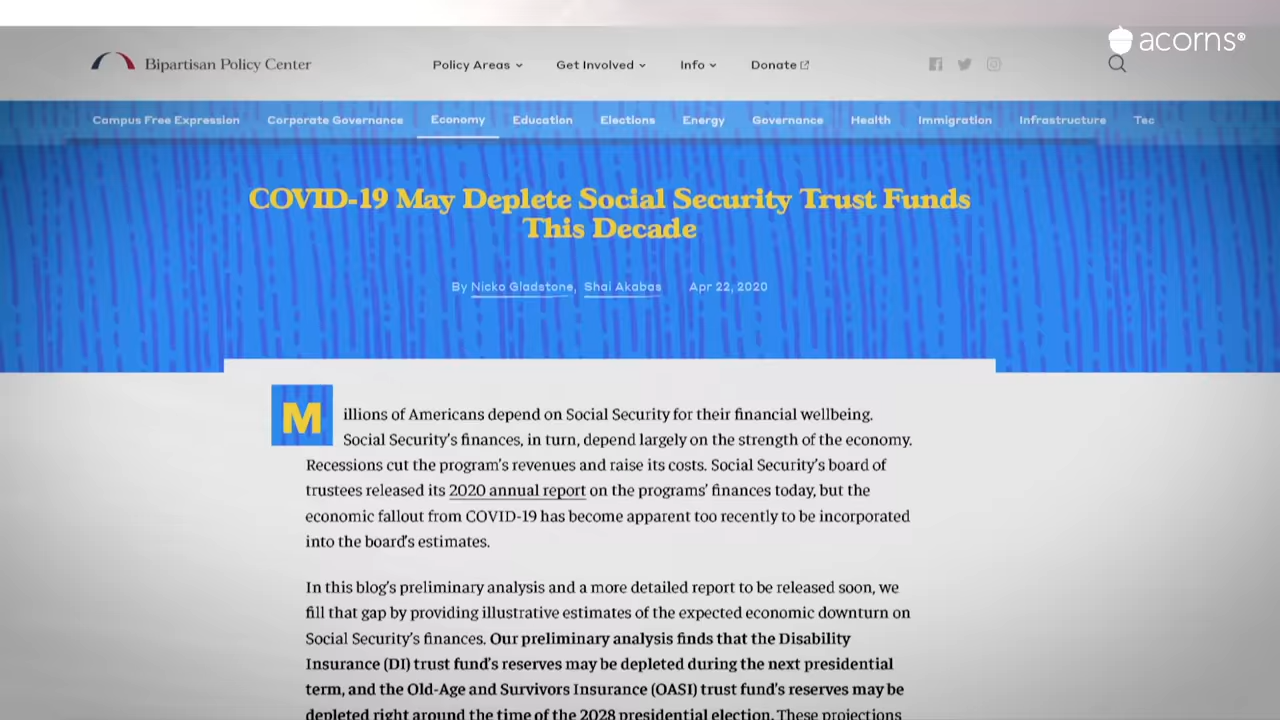 acorns®
Bipartisan Policy Center
Policy Areas
Get Involved
Info
Donate
Campus Free Expression
Corporate Governance
Economy
Education
Elections
Energy
Governance
Health
Immigration
Infrastructure
Tec
COVID-19 May Deplete Social Security Trust Funds
This Decade
By Nicko Gladstone, Shai Akabas Apr 22, 2020
Millions of Americans depend on Social Security for their financial wellbeing.
Social Security's finances, in turn, depend largely on the strength of the economy.
Recessions cut the program's revenues and raise its costs. Social Security's board of
trustees released its 2020 annual report on the programs' finances today, but the
economic fallout from COVID-19 has become apparent too recently to be incorporated
into the board's estimates.
In this blog's preliminary analysis and a more detailed report to be released soon, we
fill that gap by providing illustrative estimates of the expected economic downturn on
Social Security's finances. Our preliminary analysis finds that the Disability
Insurance (DI) trust fund's reserves may be depleted during the next presidential
term, and the Old-Age and Survivors Insurance (OASI) trust fund's reserves may be
depleted right around the time of the 2028 presidential election. These projections